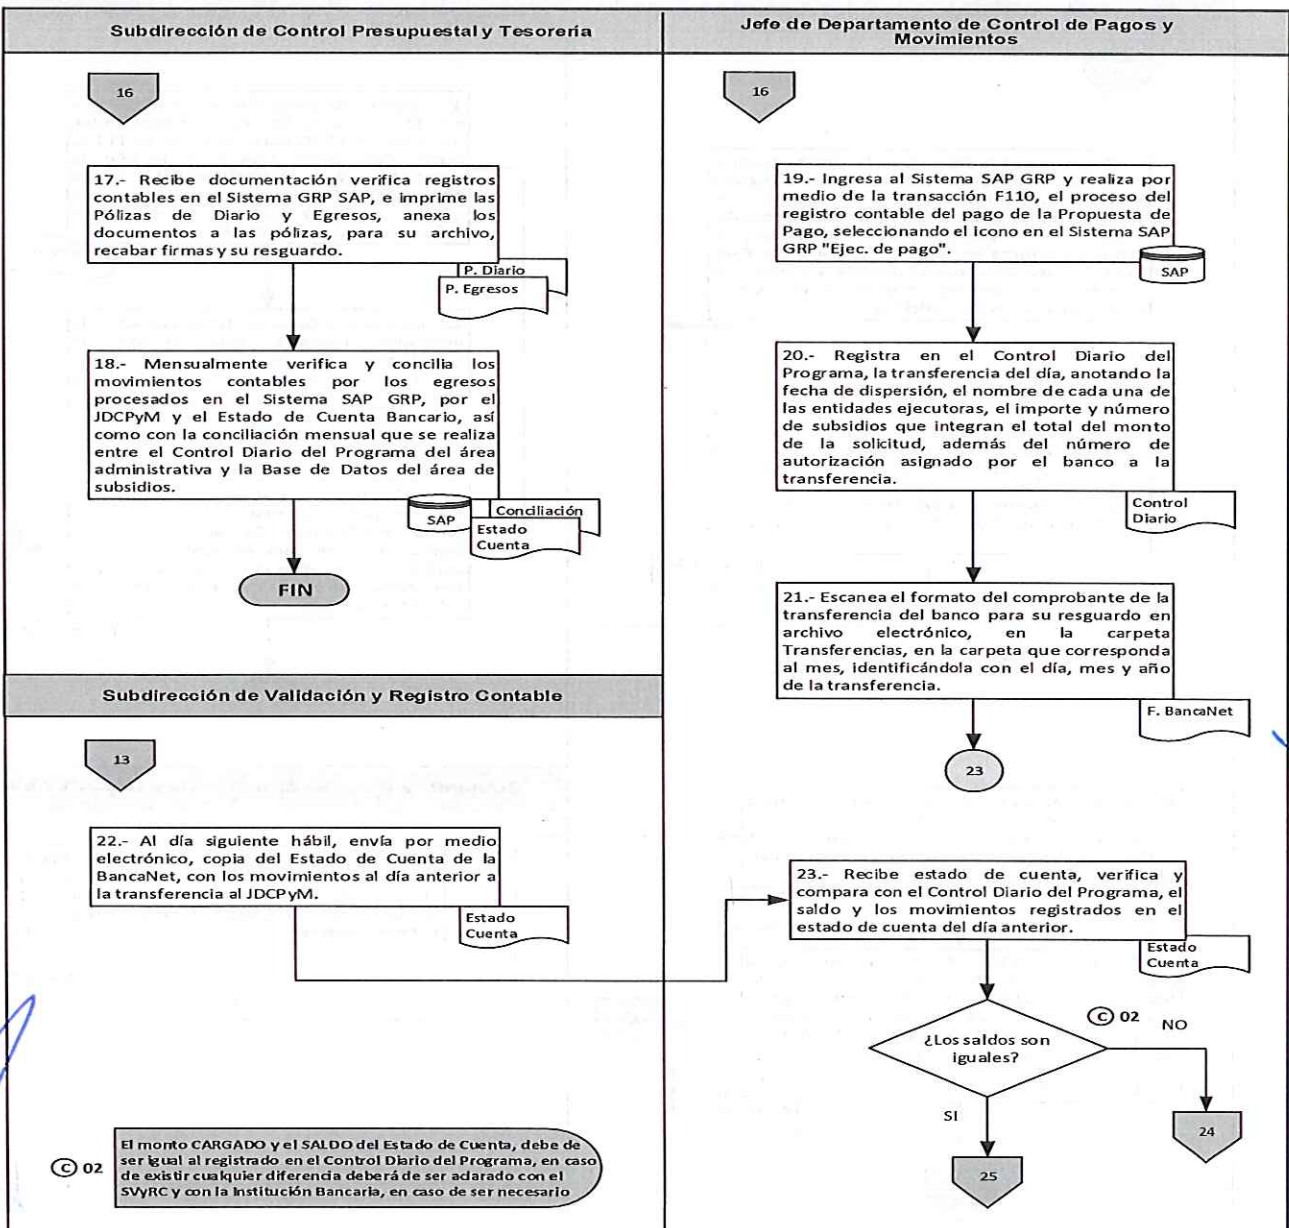 Subdirección de Control Presupuestal y Tesorería
16
17.- Recibe documentación verifica registros
contables en el Sistema GRP SAP, e imprime las
Pólizas de Diario y Egresos, anexa los
documentos a las pólizas, para su archivo,
recabar firmas y su resguardo.
P. Diario
P. Egresos
18.- Mensualmente verifica y concilia los
movimientos contables por los egresos
procesados en el Sistema SAP GRP, por el
JDCPyM y el Estado de Cuenta Bancario, así
como con la conciliación mensual que se realiza
entre el Control Diario del Programa del área
administrativa y la Base de Datos del área de
subsidios.
SAP
Conciliación
Estado
Cuenta
FIN
Subdirección de Validación y Registro Contable
13
22.- Al día siguiente hábil, envía por medio
electrónico, copia del Estado de Cuenta de la
BancaNet, con los movimientos al día anterior a
la transferencia al JDCPyM.
Estado
Cuenta
C 02
El monto CARGADO y el SALDO del Estado de Cuenta, debe de
ser igual al registrado en el Control Diario del Programa, en caso
de existir cualquier diferencia deberá de ser adarado con el
SVyRC y con la Institución Bancaria, en caso de ser necesario
Jefe de Departamento de Control de Pagos y
Movimientos
16
19.- Ingresa al Sistema SAP GRP y realiza por
medio de la transacción F110, el proceso del
registro contable del pago de la Propuesta de
Pago, seleccionando el icono en el Sistema SAP
GRP "Ejec. de pago".
SAP
20.- Registra en el Control Diario del
Programa, la transferencia del día, anotando la
fecha de dispersión, el nombre de cada una de
las entidades ejecutoras, el importe y número
de subsidios que integran el total del monto
de la solicitud, además del número de
autorización asignado por el banco a la
transferencia.
Control
Diario
21.- Escanea el formato del comprobante de la
transferencia del banco para su resguardo en
archivo electrónico, en la carpeta
Transferencias, en la carpeta que corresponda
al mes, identificándola con el día, mes y año
de la transferencia.
F. BancaNet
23
23.- Recibe estado de cuenta, verifica y
compara con el Control Diario del Programa, el
saldo y los movimientos registrados en el
estado de cuenta del día anterior.
Estado
Cuenta
C 02
¿Los saldos son
iguales?
NO
SI
24
25